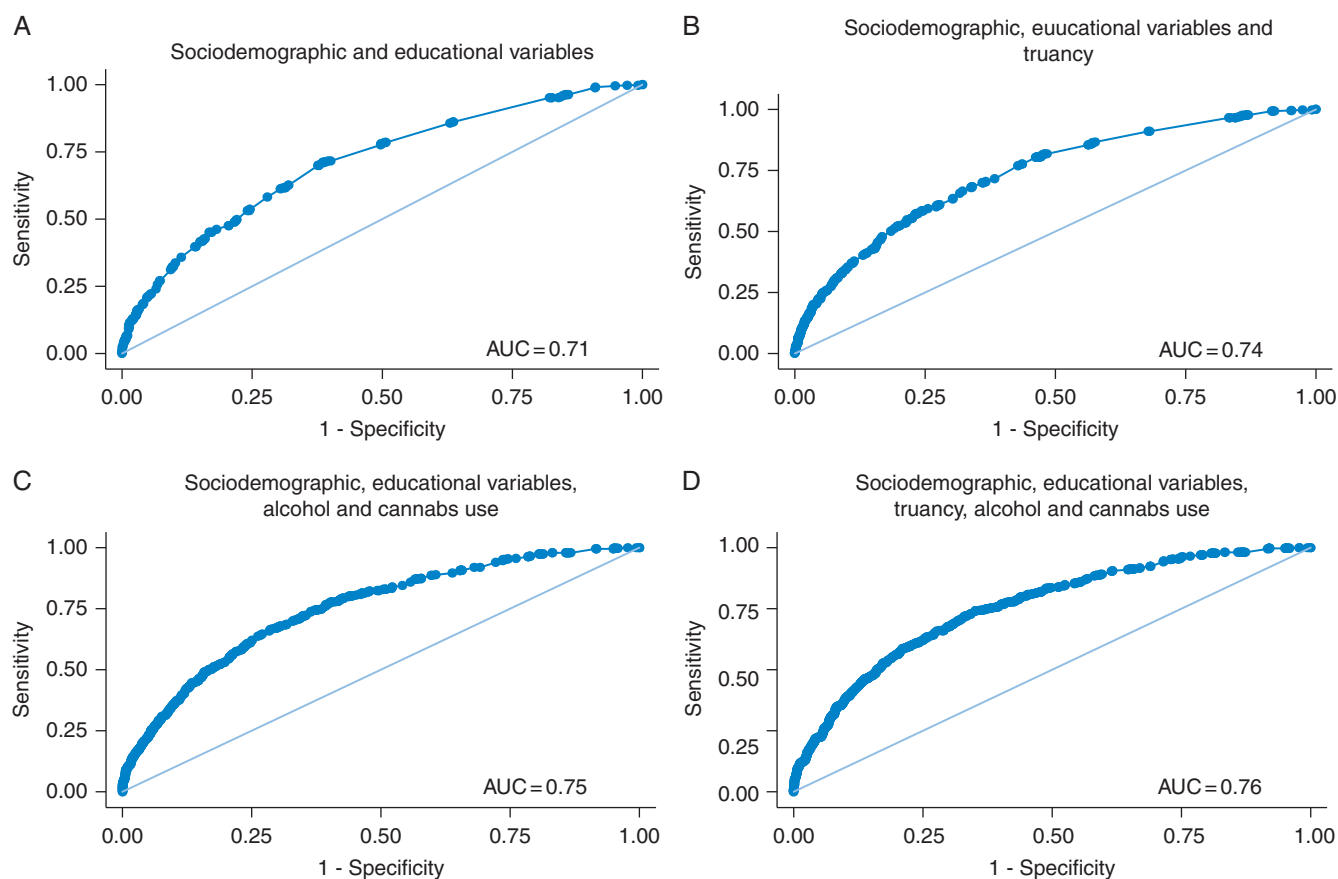 A
Sociodemographic and educational variables
1.00
0.75
0.50
0.25
0.00
Sensitivity
AUC = 0.71
0.00 0.25 0.50 0.75 1.00
1 - Specificity
B
Sociodemographic, euucational variables and
truancy
1.00
0.75
0.50
0.25
0.00
Sensitivity
AUC = 0.74
0.00 0.25 0.50 0.75 1.00
1 - Specificity
C
Sociodemographic, educational variables,
alcohol and cannabs use
1.00
0.75
0.50
0.25
0.00
Sensitivity
AUC = 0.75
0.00 0.25 0.50 0.75 1.00
1 - Specificity
D
Sociodemographic, educational variables,
truancy, alcohol and cannabs use
1.00
0.75
0.50
0.25
0.00
Sensitivity
AUC = 0.76
0.00 0.25 0.50 0.75 1.00
1 - Specificity